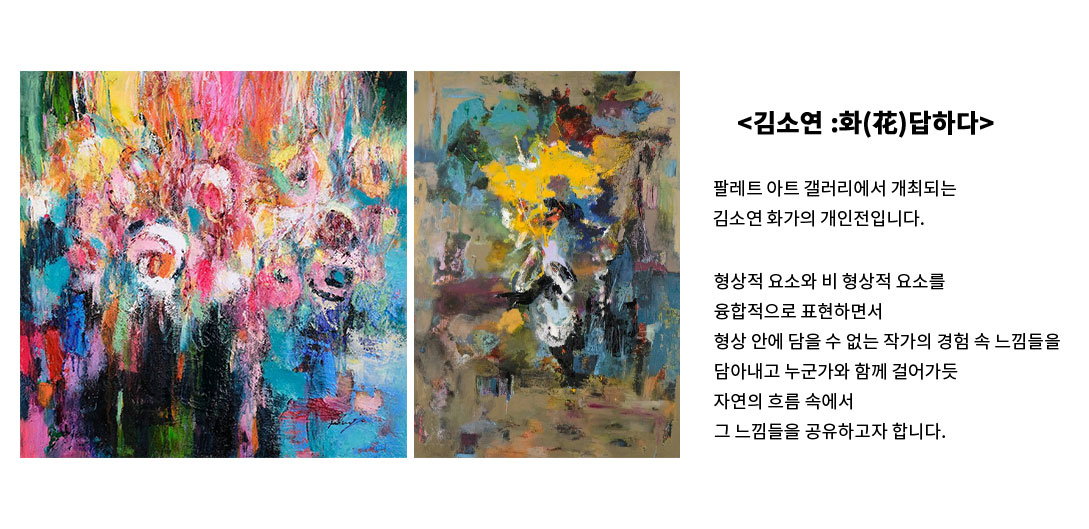 <김소연 :화(花)답하다>
팔레트 아트 갤러리에서 개최되는
김소연 화가의 개인전입니다.
형상적 요소와 비 형상적 요소를
융합적으로 표현하면서
형상 안에 담을 수 없는 작가의 경험 속 느낌들을
담아내고 누군가와 함께 걸어가듯
자연의 흐름 속에서
그 느낌들을 공유하고자 합니다.